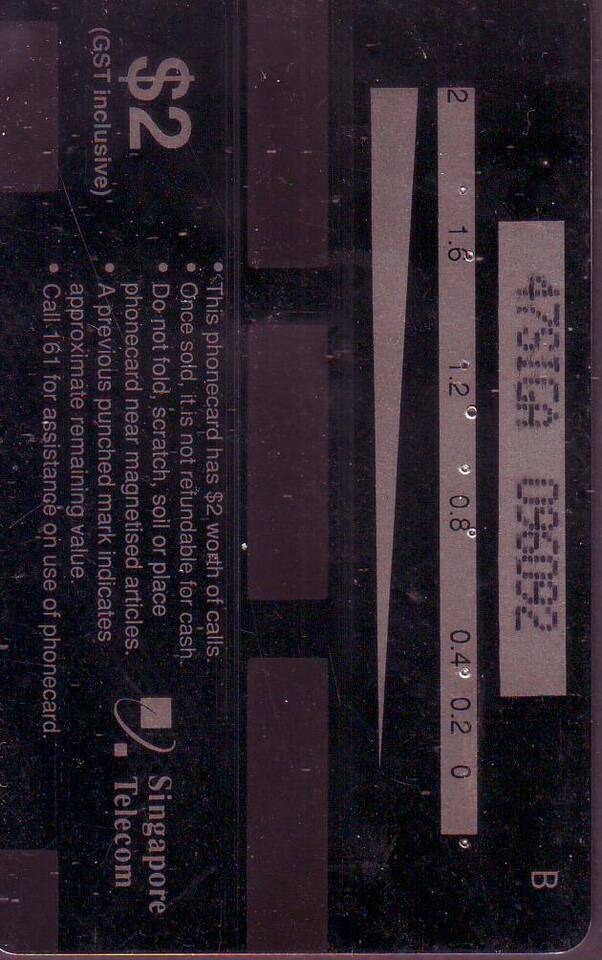 B
47SIGA 096092
2 1.6 1.2 0.8 0.4 0.2 0
$2
(GST inclusive)
• This phonecard has $2 worth of calls.
• Once sold, it is not refundable for cash.
• Do not fold, scratch, soil or place
phonecard near magnetised articles.
• A previous punched mark indicates
approximate remaining value.
• Call 161 for assistance on use of phonecard.
Singapore
Telecom